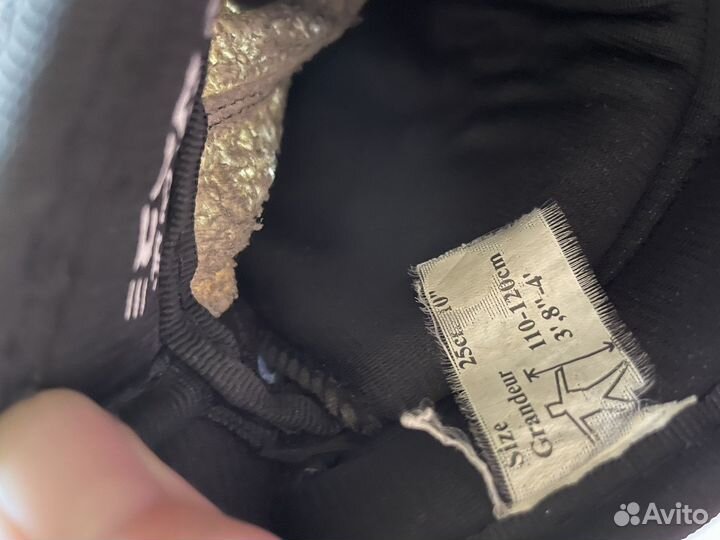 Size
Grandeur
25cm 10"
110-120cm
3',8"-4'
Avito